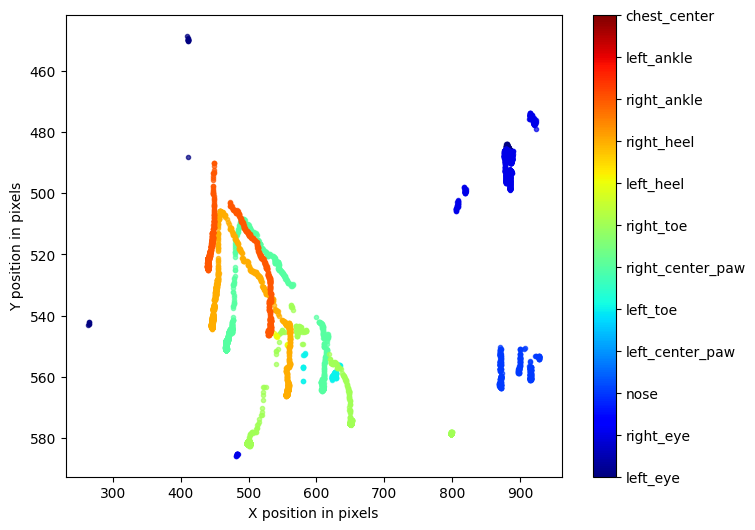 460
480
500
520
540
560
580
Y position in pixels
300
400
500
600
700
800
900
X position in pixels
chest_center
left_ankle
right_ankle
right_heel
left_heel
right_toe
right_center_paw
left_toe
left_center_paw
nose
right_eye
left_eye